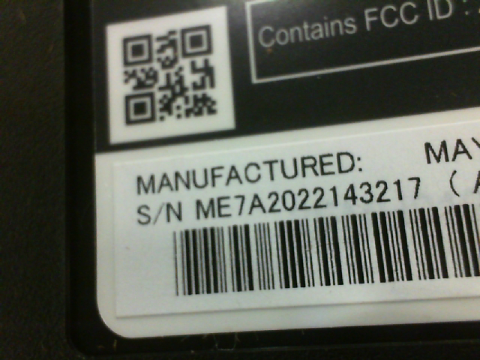 Contains FCC ID :
MANUFACTURED: MAY
S/N ME7A2022143217 ( A